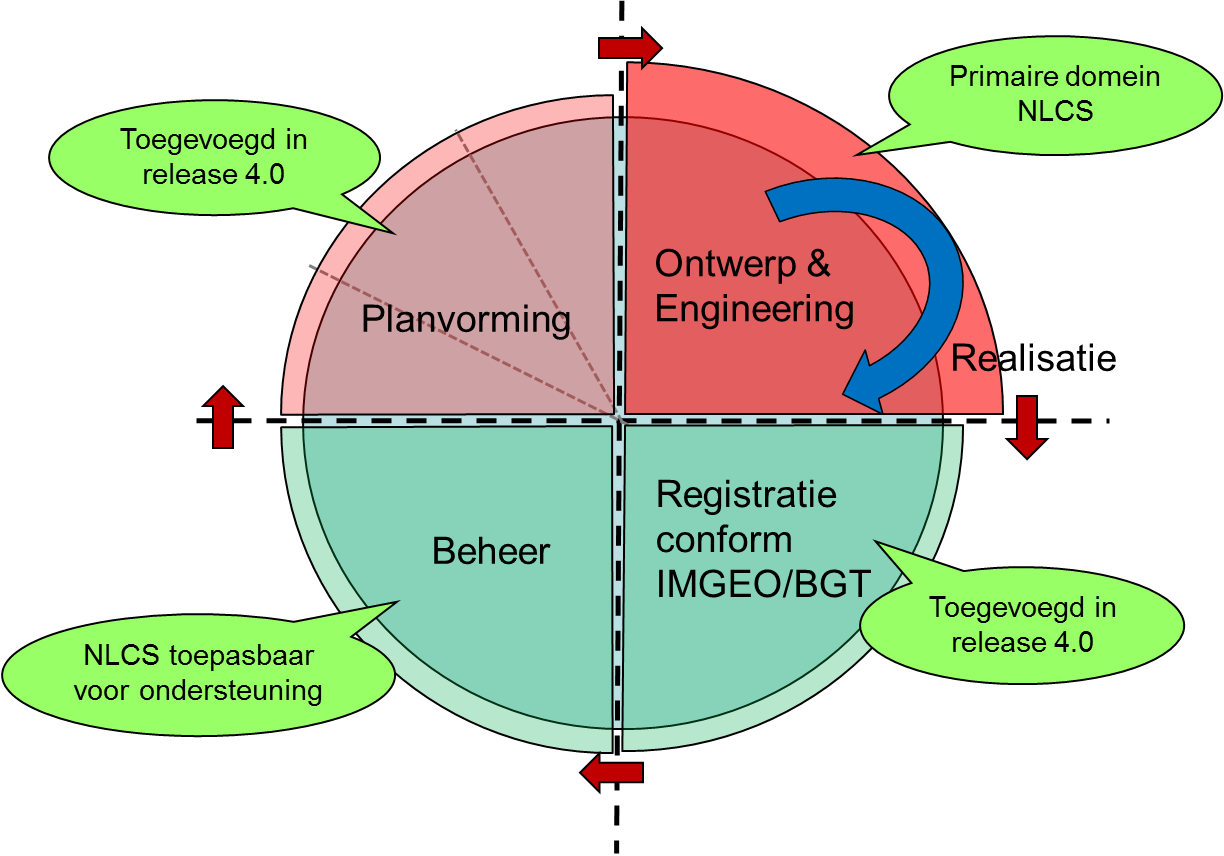 Primaire domein
NLCS
Toegevoegd in
release 4.0
Ontwerp &
Engineering
Planvorming
Realisatie
Registratie
conform
IMGEO/BGT
Beheer
Toegevoegd in
release 4.0
NLCS toepasbaar
voor ondersteuning